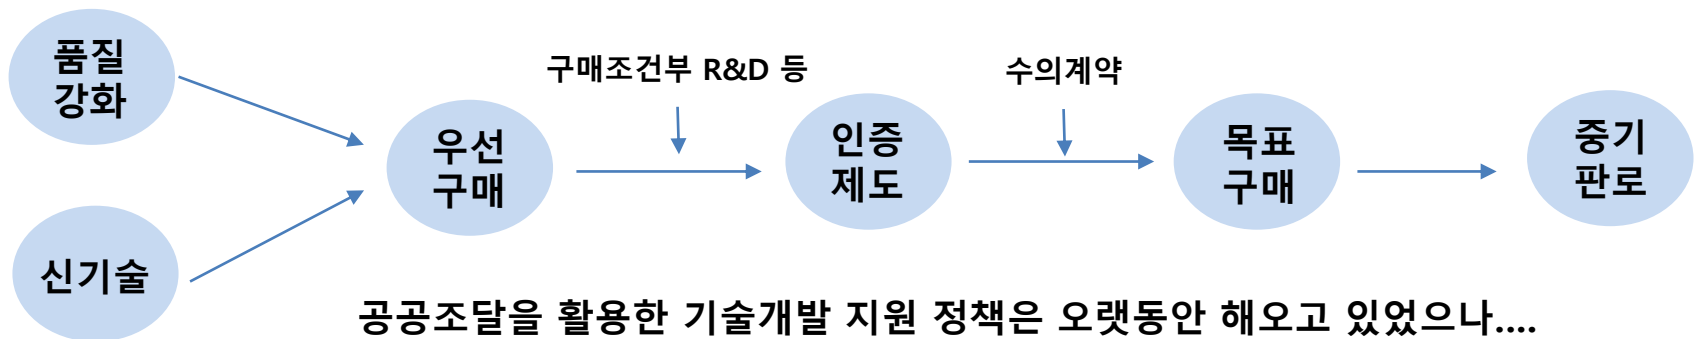 품질
강화
신기술
우선
구매
구매조건부 R&D 등
인증
제도
수의계약
목표
구매
중기
판로
공공조달을 활용한 기술개발 지원 정책은 오랫동안 해오고 있었으나....